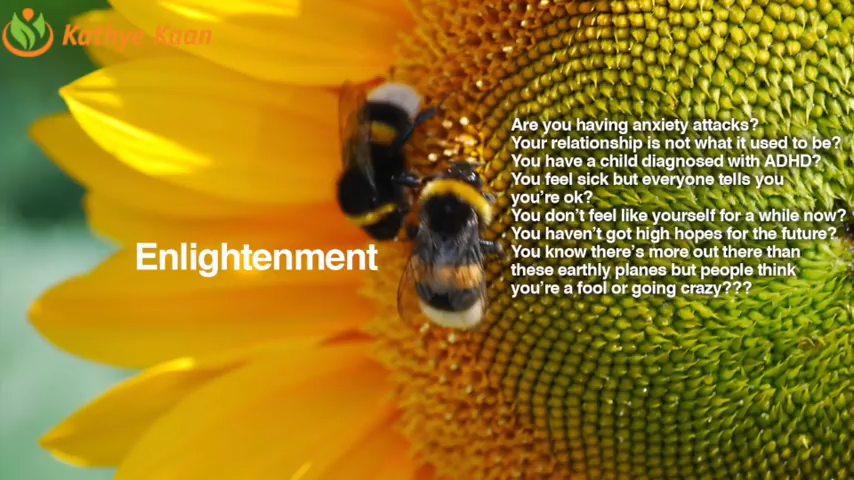 Kathye Kaan
Enlightenment
Are you having anxiety attacks?
Your relationship is not what it used to be?
You have a child diagnosed with ADHD?
You feel sick but everyone tells you
you're ok?
You don't feel like yourself for a while now?
You haven't got high hopes for the future?
You know there's more out there than
these earthly planes but people think
you're a fool or going crazy???